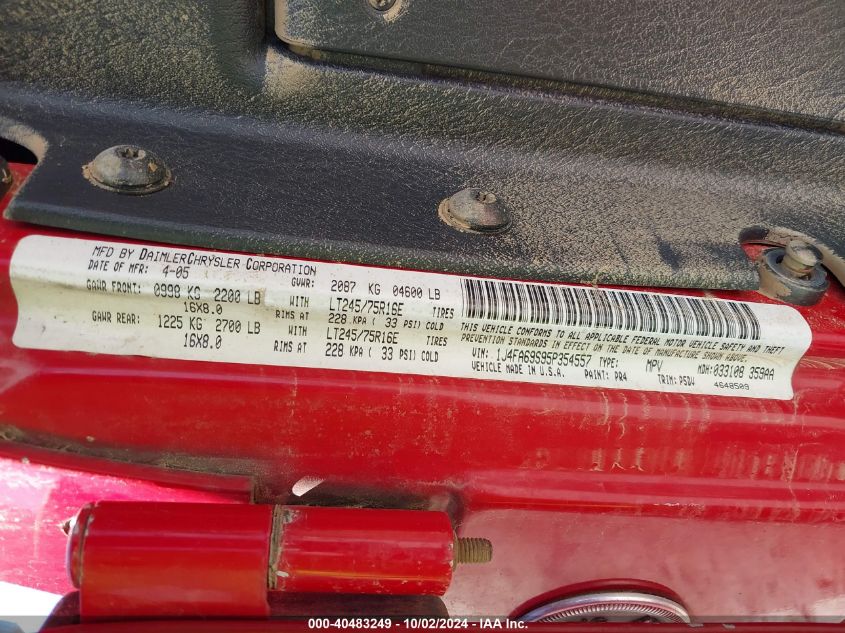 MFD BY DAIMLERCHRYSLER CORPORATION
DATE OF MFR: 4-05 GVWR: 2087 KG 04600 LB
GAWR FRONT: 0998 KG 2200 LB WITH LT245/75R16E TIRES
16X8.0 RIMS AT 228 KPA ( 33 PSI) COLD
GAWR REAR: 1225 KG 2700 LB WITH LT245/75R16E TIRES
16X8.0 RIMS AT 228 KPA ( 33 PSI) COLD
THIS VEHICLE CONFORMS TO ALL APPLICABLE FEDERAL MOTOR VEHICLE SAFETY AND THEFT
PREVENTION STANDARDS IN EFFECT ON THE DATE OF MANUFACTURE SHOWN ABOVE.
VIN: 1J4FA69S95P354557 TYPE: MPV MDH: 033108 359AA
VEHICLE MADE IN U.S.A. PAINT: PR4 TRIM: P5DV 4648509
000-40483249 - 10/02/2024 - IAA Inc.